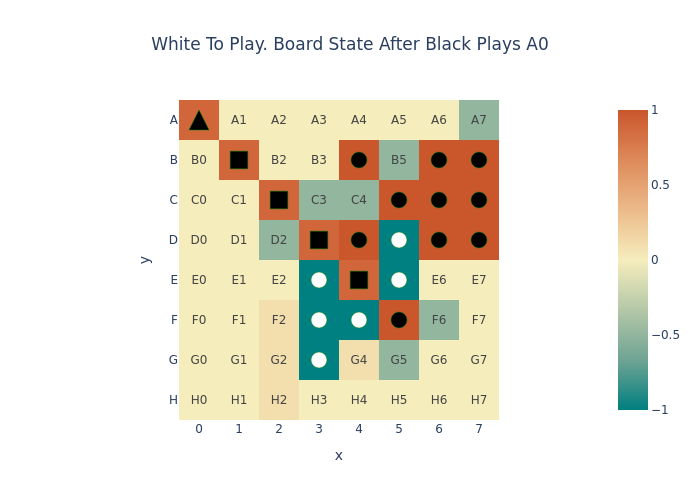 White To Play. Board State After Black Plays A0
A A1 A2 A3 A4 A5 A6 A7 1
B B0 B2 B3 B5
C C0 C1 C3 C4 0.5
D D0 D1 D2
y 0
E E0 E1 E2 E6 E7
F F0 F1 F2 F6 F7 −0.5
G G0 G1 G2 G4 G5 G6 G7
H H0 H1 H2 H3 H4 H5 H6 H7 −1
0 1 2 3 4 5 6 7
x